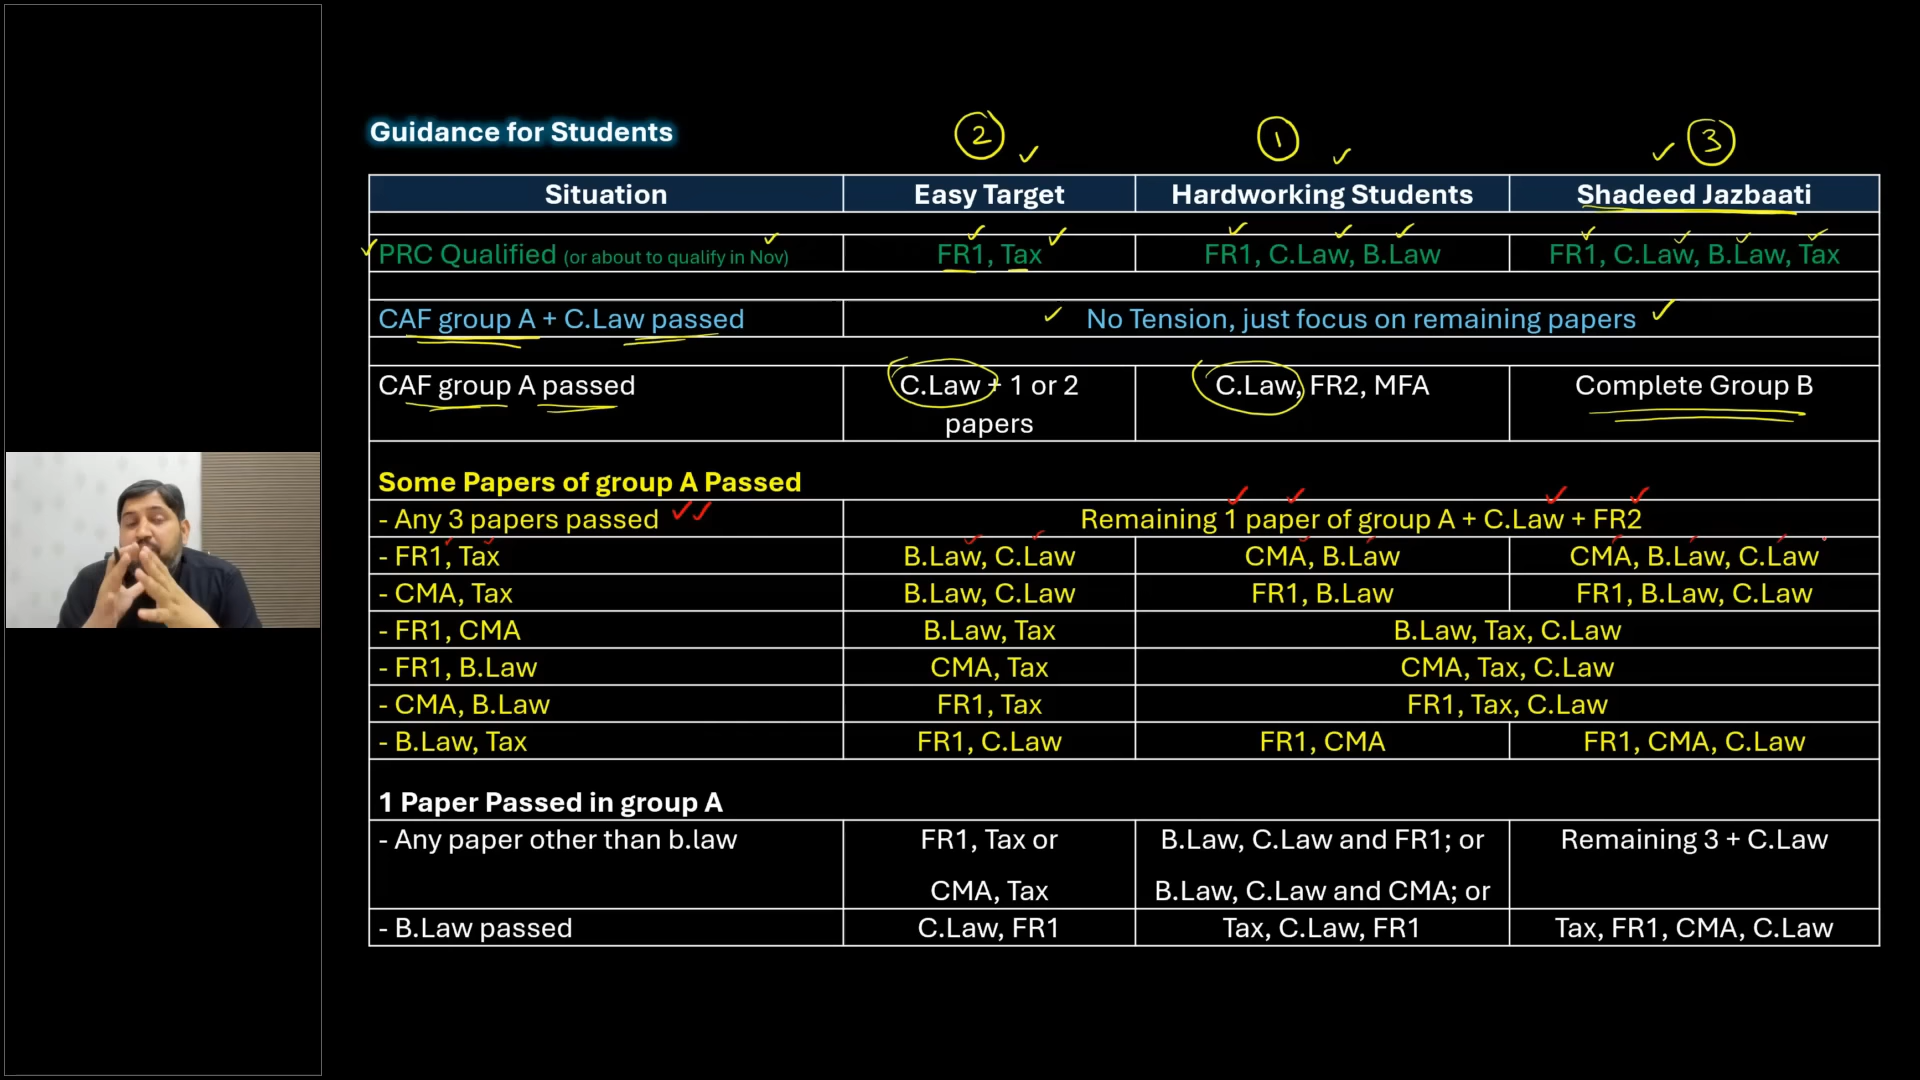 Guidance for Students
2
1
3
Situation Easy Target Hardworking Students Shadeed Jazbaati
PRC Qualified (or about to qualify in Nov) FR1, Tax FR1, C.Law, B.Law FR1, C.Law, B.Law, Tax
CAF group A + C.Law passed No Tension, just focus on remaining papers
CAF group A passed C.Law + 1 or 2 C.Law, FR2, MFA Complete Group B
papers
Some Papers of group A Passed
- Any 3 papers passed Remaining 1 paper of group A + C.Law + FR2
- FR1, Tax B.Law, C.Law CMA, B.Law CMA, B.Law, C.Law
- CMA, Tax B.Law, C.Law FR1, B.Law FR1, B.Law, C.Law
- FR1, CMA B.Law, Tax B.Law, Tax, C.Law
- FR1, B.Law CMA, Tax CMA, Tax, C.Law
- CMA, B.Law FR1, Tax FR1, Tax, C.Law
- B.Law, Tax FR1, C.Law FR1, CMA FR1, CMA, C.Law
1 Paper Passed in group A
- Any paper other than b.law FR1, Tax or B.Law, C.Law and FR1; or Remaining 3 + C.Law
CMA, Tax B.Law, C.Law and CMA; or
- B.Law passed C.Law, FR1 Tax, C.Law, FR1 Tax, FR1, CMA, C.Law